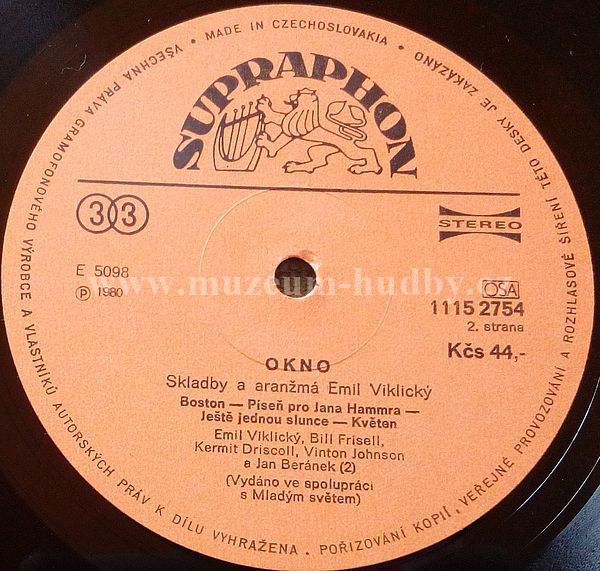 VŠECHNA PRÁVA GRAMOFONOVÉHO VÝROBCE A VLASTNÍKŮ AUTORSKÝCH PRÁV K DÍLU VYHRAŽENA • POŘIZOVÁNÍ KOPIÍ, VEŘEJNÉ PROVOZOVÁNÍ A ROZHLASOVÉ ŠÍŘENÍ TÉTO DESKY JE ZAKÁZÁNO
• MADE IN CZECHOSLOVAKIA •
SUPRAPHON
33
STEREO
E 5098
℗ 1980
www.muzeum-hudby.cz
OSA
1115 2754
2. strana
Kčs 44,-
OKNO
Skladby a aranžmá Emil Viklický
Boston — Píseň pro Jana Hammra —
Ještě jednou slunce — Květen
Emil Viklický, Bill Frisell,
Kermit Driscoll, Vinton Johnson
a Jan Beránek (2)
(Vydáno ve spolupráci
s Mladým světem)